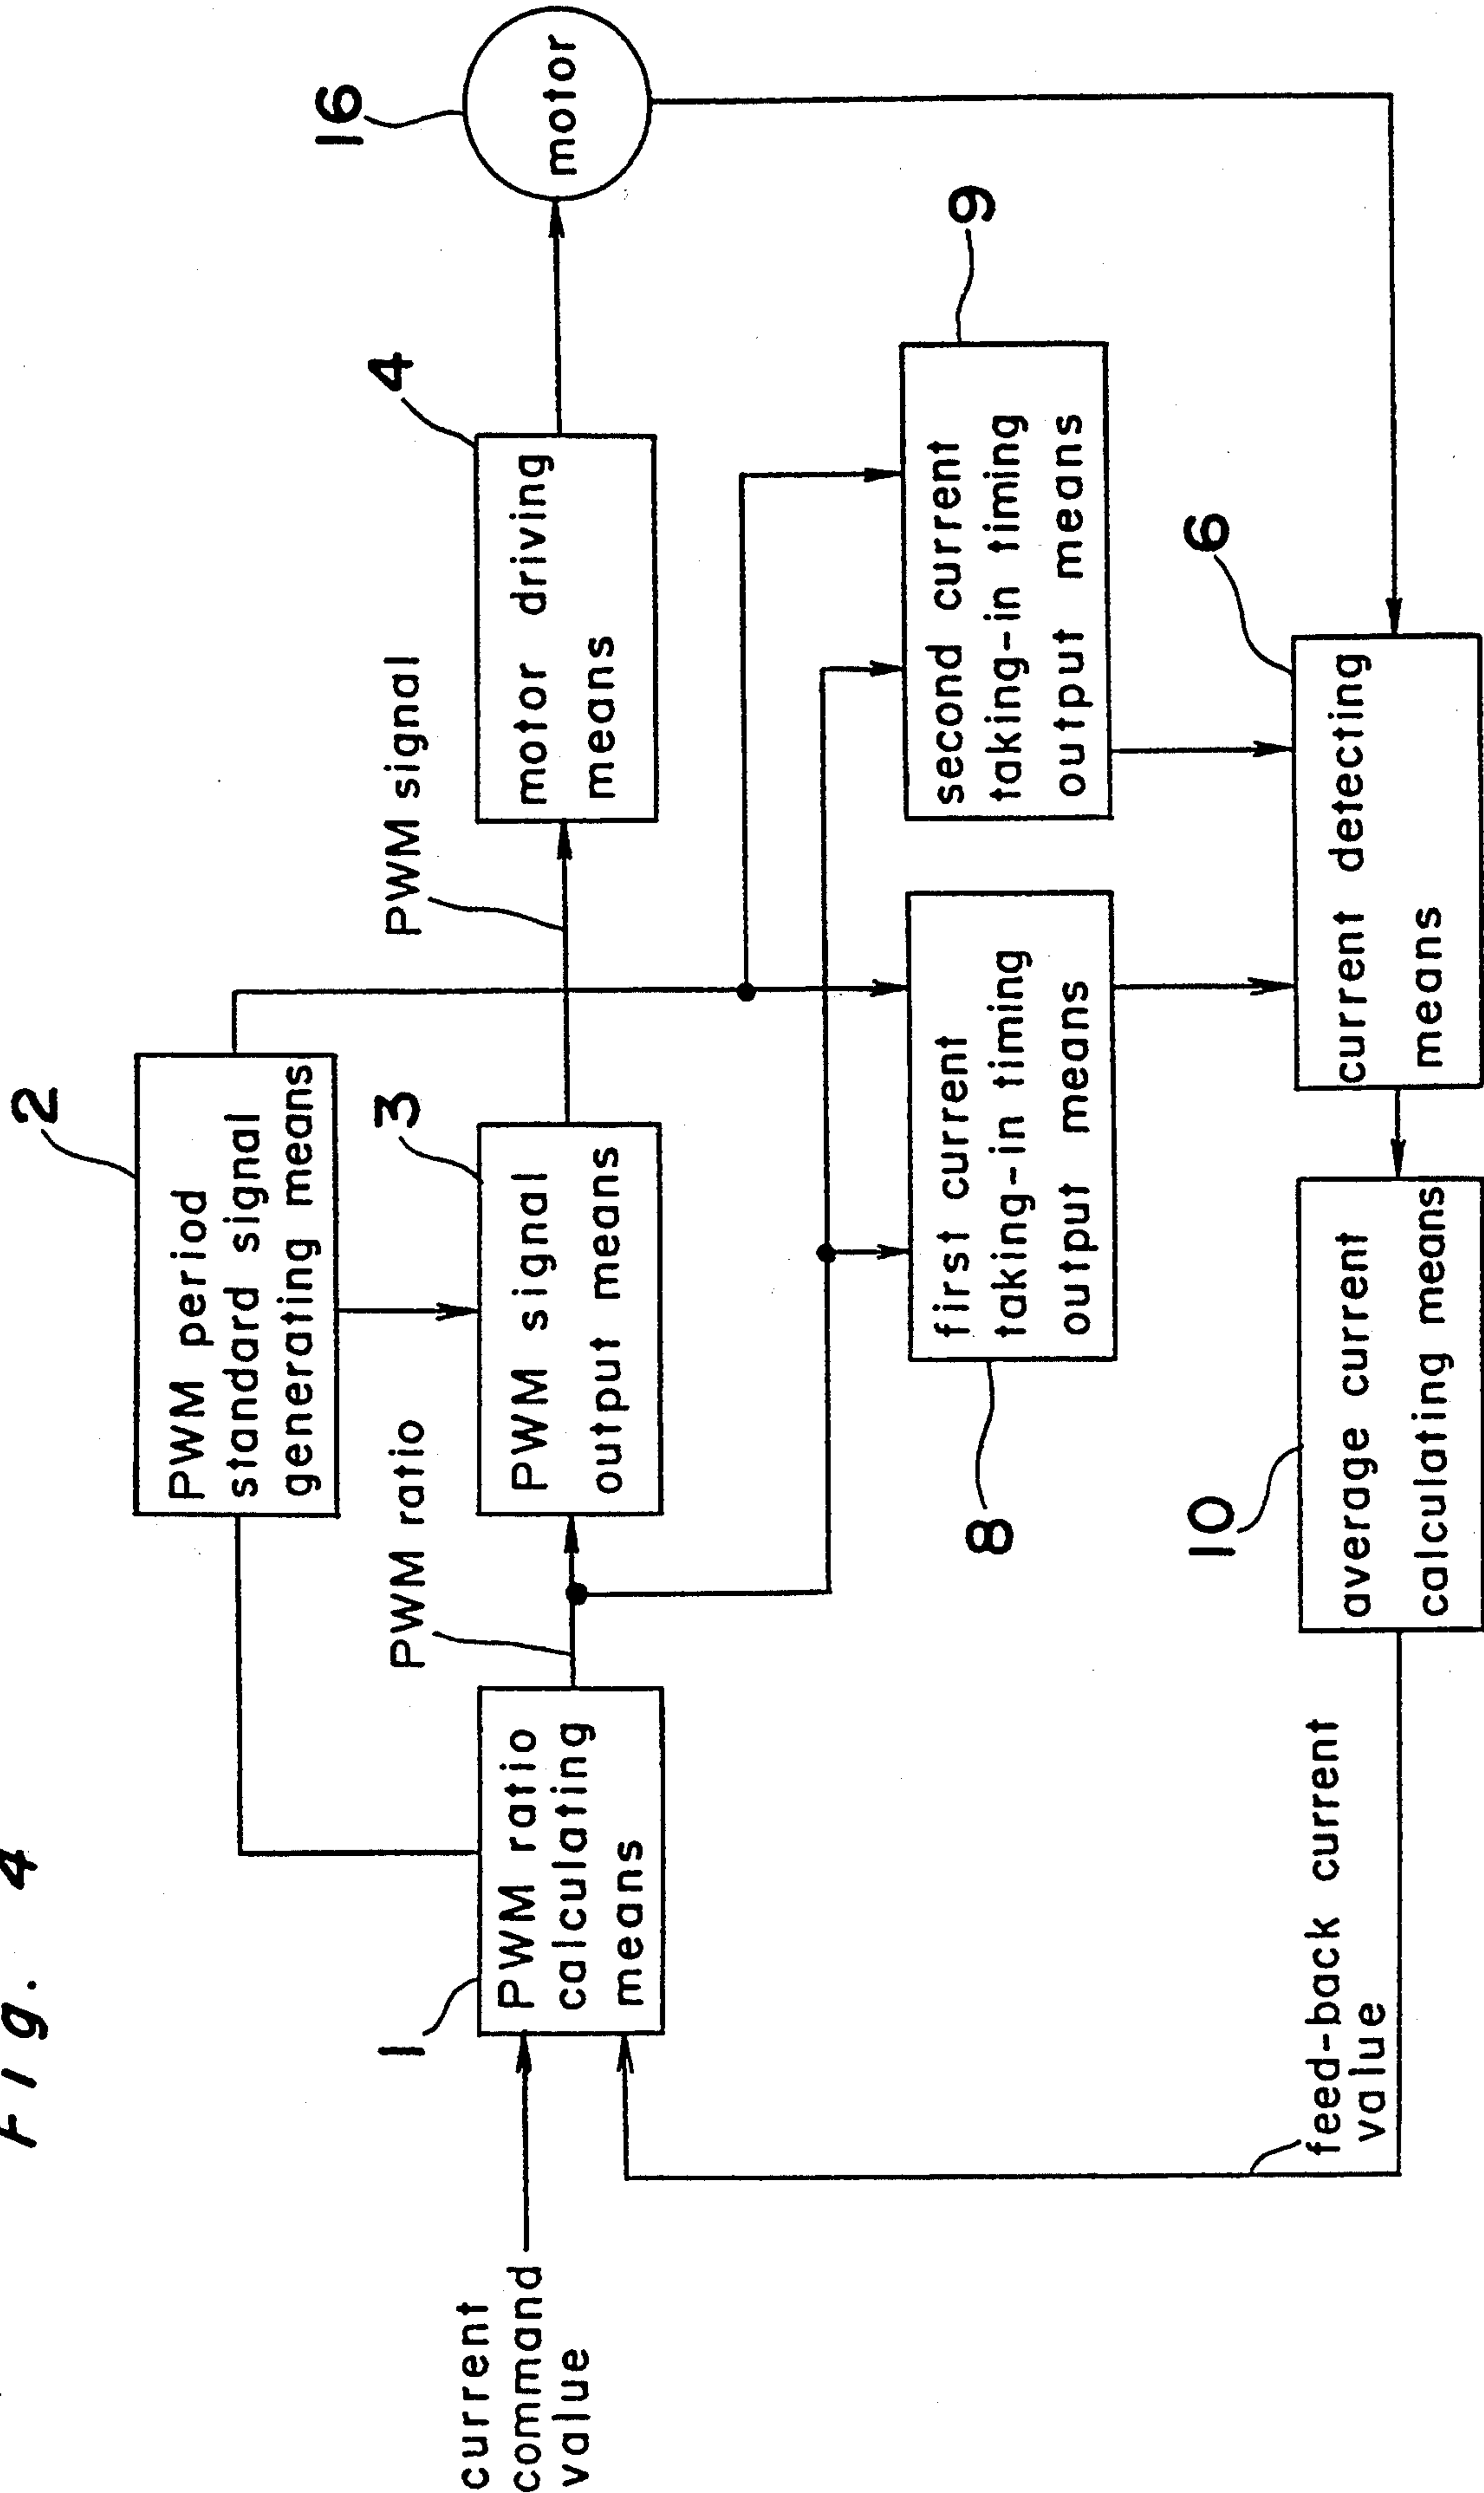 Fig. 4
2
PWM period
standard signal
generating means
16
motor
1
PWM ratio
calculating
means
PWM ratio
3
PWM signal
output means
PWM signal
4
motor driving
means
current
command
value
8
first current
taking-in timing
output means
9
second current
taking-in timing
output means
6
current detecting
means
10
average current
calculating means
feed-back current
value